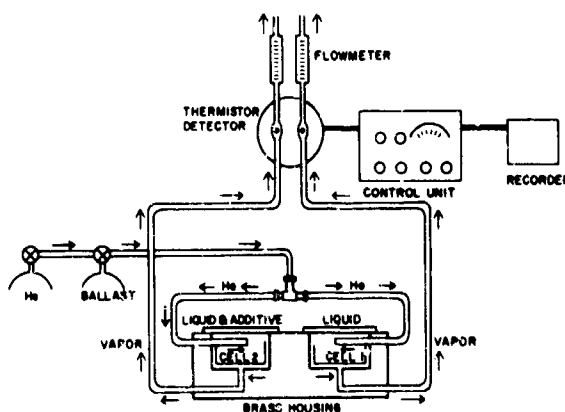 FLOWMETER
THERMISTOR
DETECTOR
CONTROL UNIT
RECORDER
He
BALLAST
He
He
LIQUID & ADDITIVE
LIQUID
VAPOR
CELL 2
CELL 1
VAPOR
BRASS HOUSING